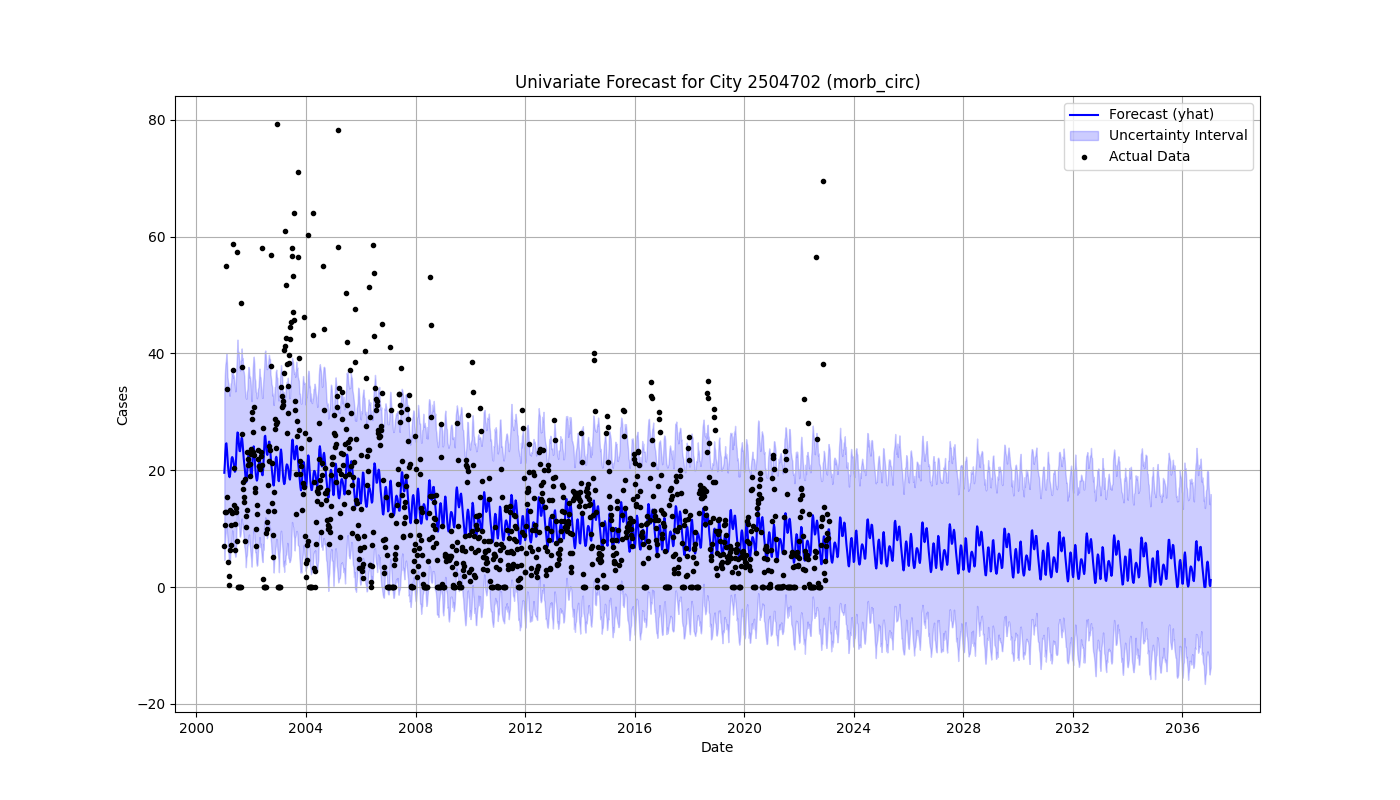 Univariate Forecast for City 2504702 (morb_circ)
Forecast (yhat)
Uncertainty Interval
Actual Data
80
60
40
20
0
−20
Cases
2000 2004 2008 2012 2016 2020 2024 2028 2032 2036
Date